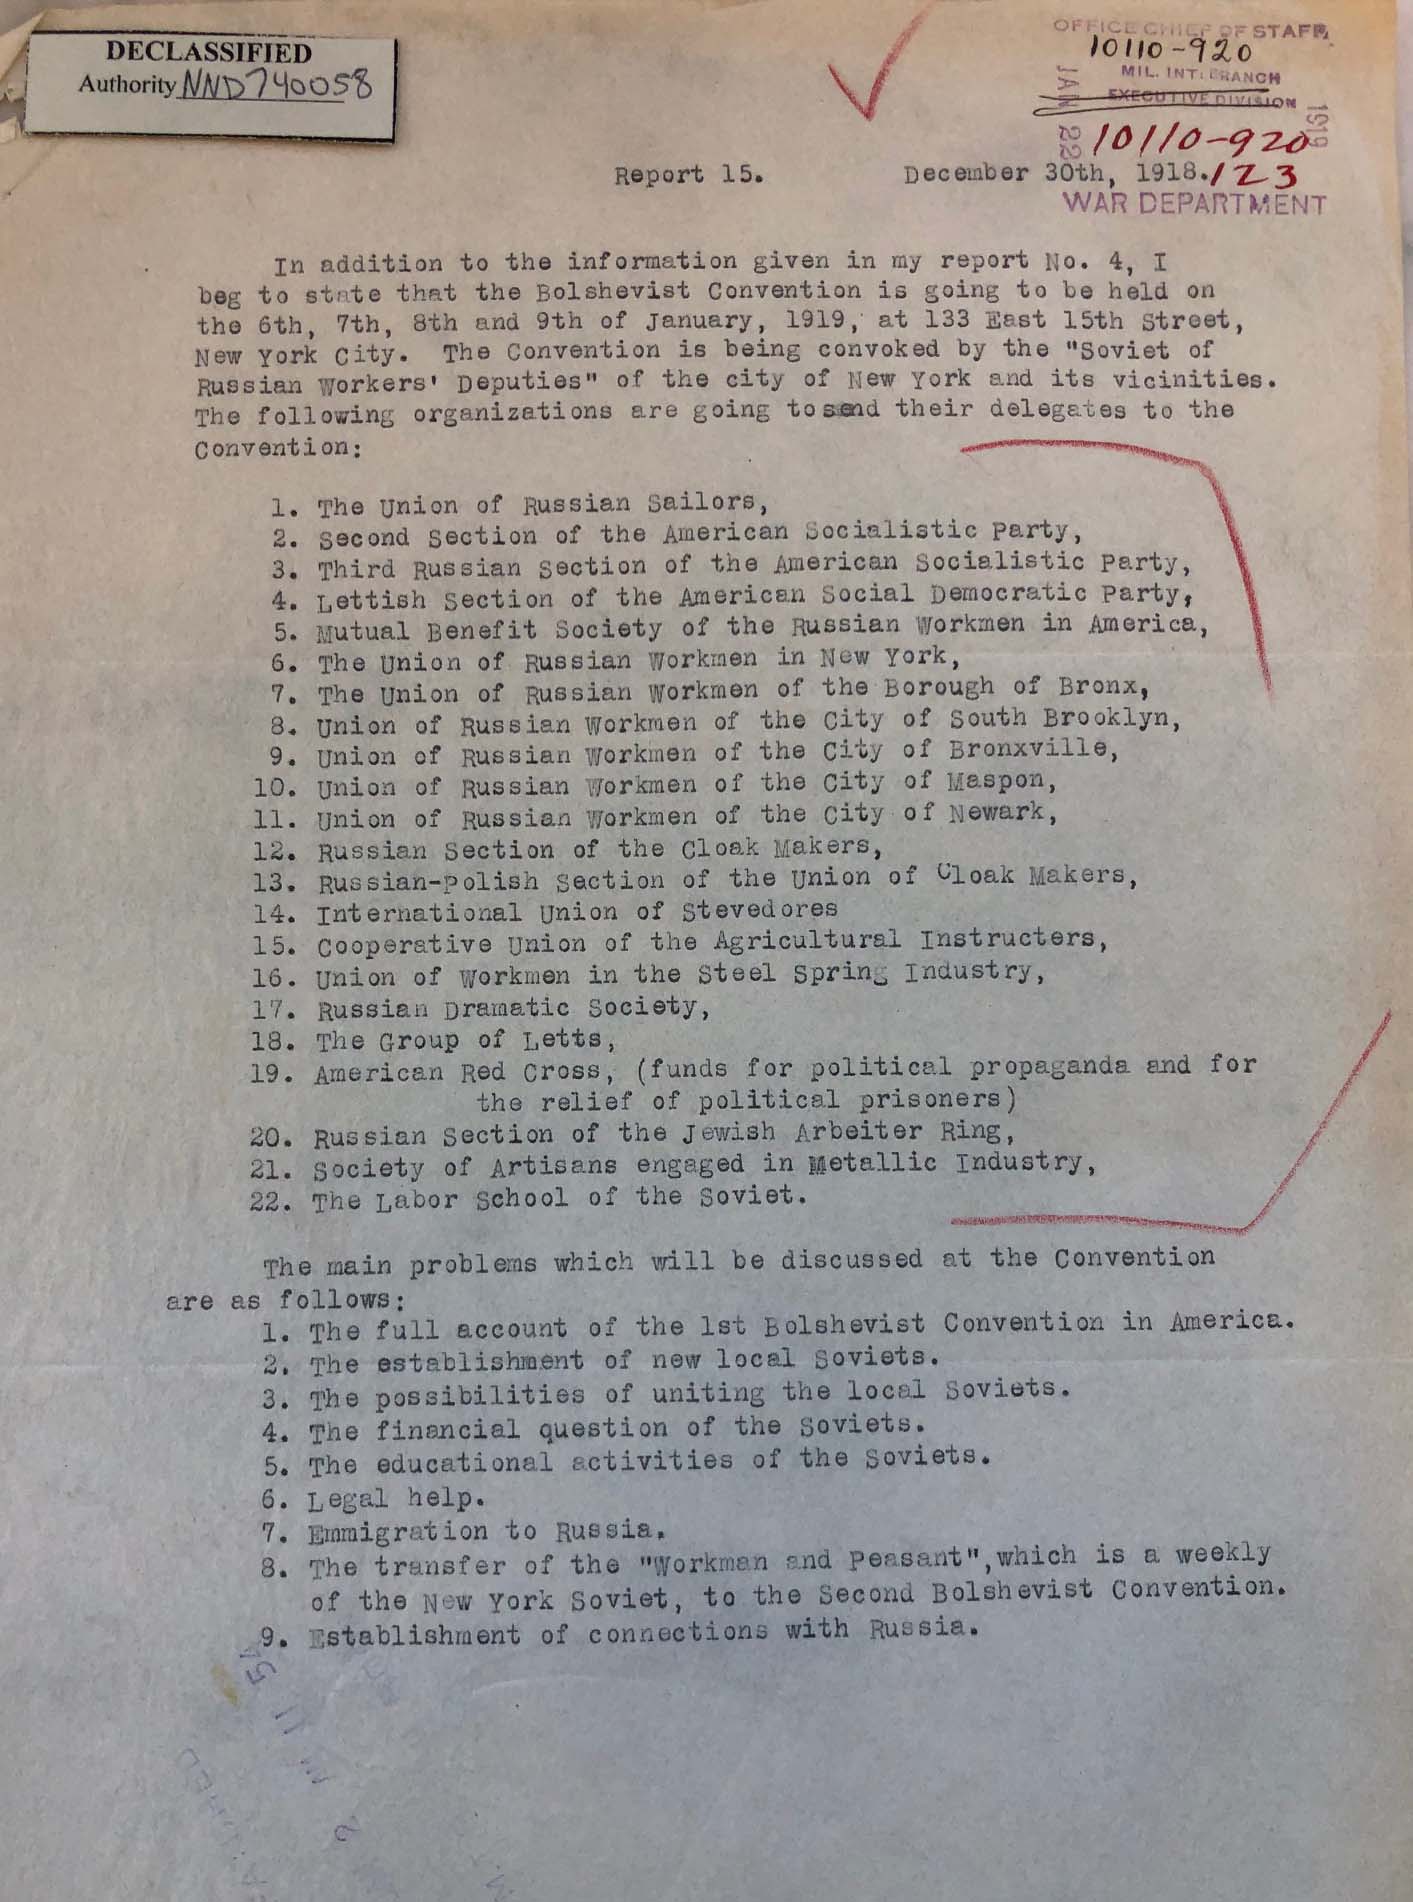 DECLASSIFIED
Authority NND740058
OFFICE CHIEF OF STAFF
10110-920
MIL. INT. BRANCH
EXECUTIVE DIVISION
JAN 22 1919
10110-920
123
WAR DEPARTMENT
Report 15. December 30th, 1918.
In addition to the information given in my report No. 4, I
beg to state that the Bolshevist Convention is going to be held on
the 6th, 7th, 8th and 9th of January, 1919, at 133 East 15th Street,
New York City. The Convention is being convoked by the "Soviet of
Russian Workers' Deputies" of the city of New York and its vicinities.
The following organizations are going to send their delegates to the
Convention:
1. The Union of Russian Sailors,
2. Second Section of the American Socialistic Party,
3. Third Russian Section of the American Socialistic Party,
4. Lettish Section of the American Social Democratic Party,
5. Mutual Benefit Society of the Russian Workmen in America,
6. The Union of Russian Workmen in New York,
7. The Union of Russian Workmen of the Borough of Bronx,
8. Union of Russian Workmen of the City of South Brooklyn,
9. Union of Russian Workmen of the City of Bronxville,
10. Union of Russian Workmen of the City of Maspon,
11. Union of Russian Workmen of the City of Newark,
12. Russian Section of the Cloak Makers,
13. Russian-Polish Section of the Union of Cloak Makers,
14. International Union of Stevedores
15. Cooperative Union of the Agricultural Instructers,
16. Union of Workmen in the Steel Spring Industry,
17. Russian Dramatic Society,
18. The Group of Letts,
19. American Red Cross, (funds for political propaganda and for
the relief of political prisoners)
20. Russian Section of the Jewish Arbeiter Ring,
21. Society of Artisans engaged in Metallic Industry,
22. The Labor School of the Soviet.
The main problems which will be discussed at the Convention
are as follows:
1. The full account of the 1st Bolshevist Convention in America.
2. The establishment of new local Soviets.
3. The possibilities of uniting the local Soviets.
4. The financial question of the Soviets.
5. The educational activities of the Soviets.
6. Legal help.
7. Emmigration to Russia.
8. The transfer of the "Workman and Peasant",which is a weekly
of the New York Soviet, to the Second Bolshevist Convention.
9. Establishment of connections with Russia.